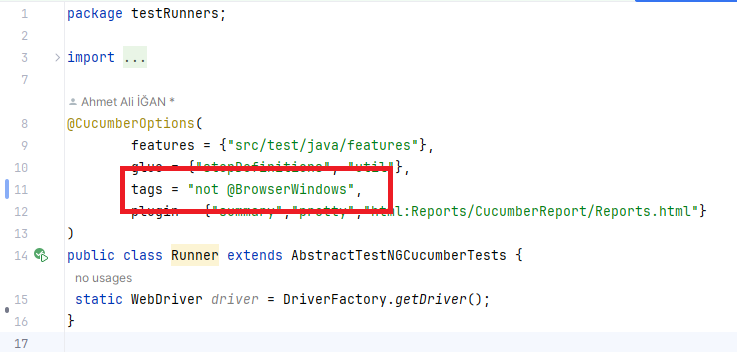 1 package testRunners;
2
3 import ...
7
Ahmet Ali İĞAN *
8 @CucumberOptions(
9 features = {"src/test/java/features"},
10 glue = {"stepDefinitions", "util"},
11 tags = "not @BrowserWindows",
12 plugin = {"summary","pretty","html:Reports/CucumberReport/Reports.html"}
13 )
14 public class Runner extends AbstractTestNGCucumberTests {
no usages
15 static WebDriver driver = DriverFactory.getDriver();
16 }
17